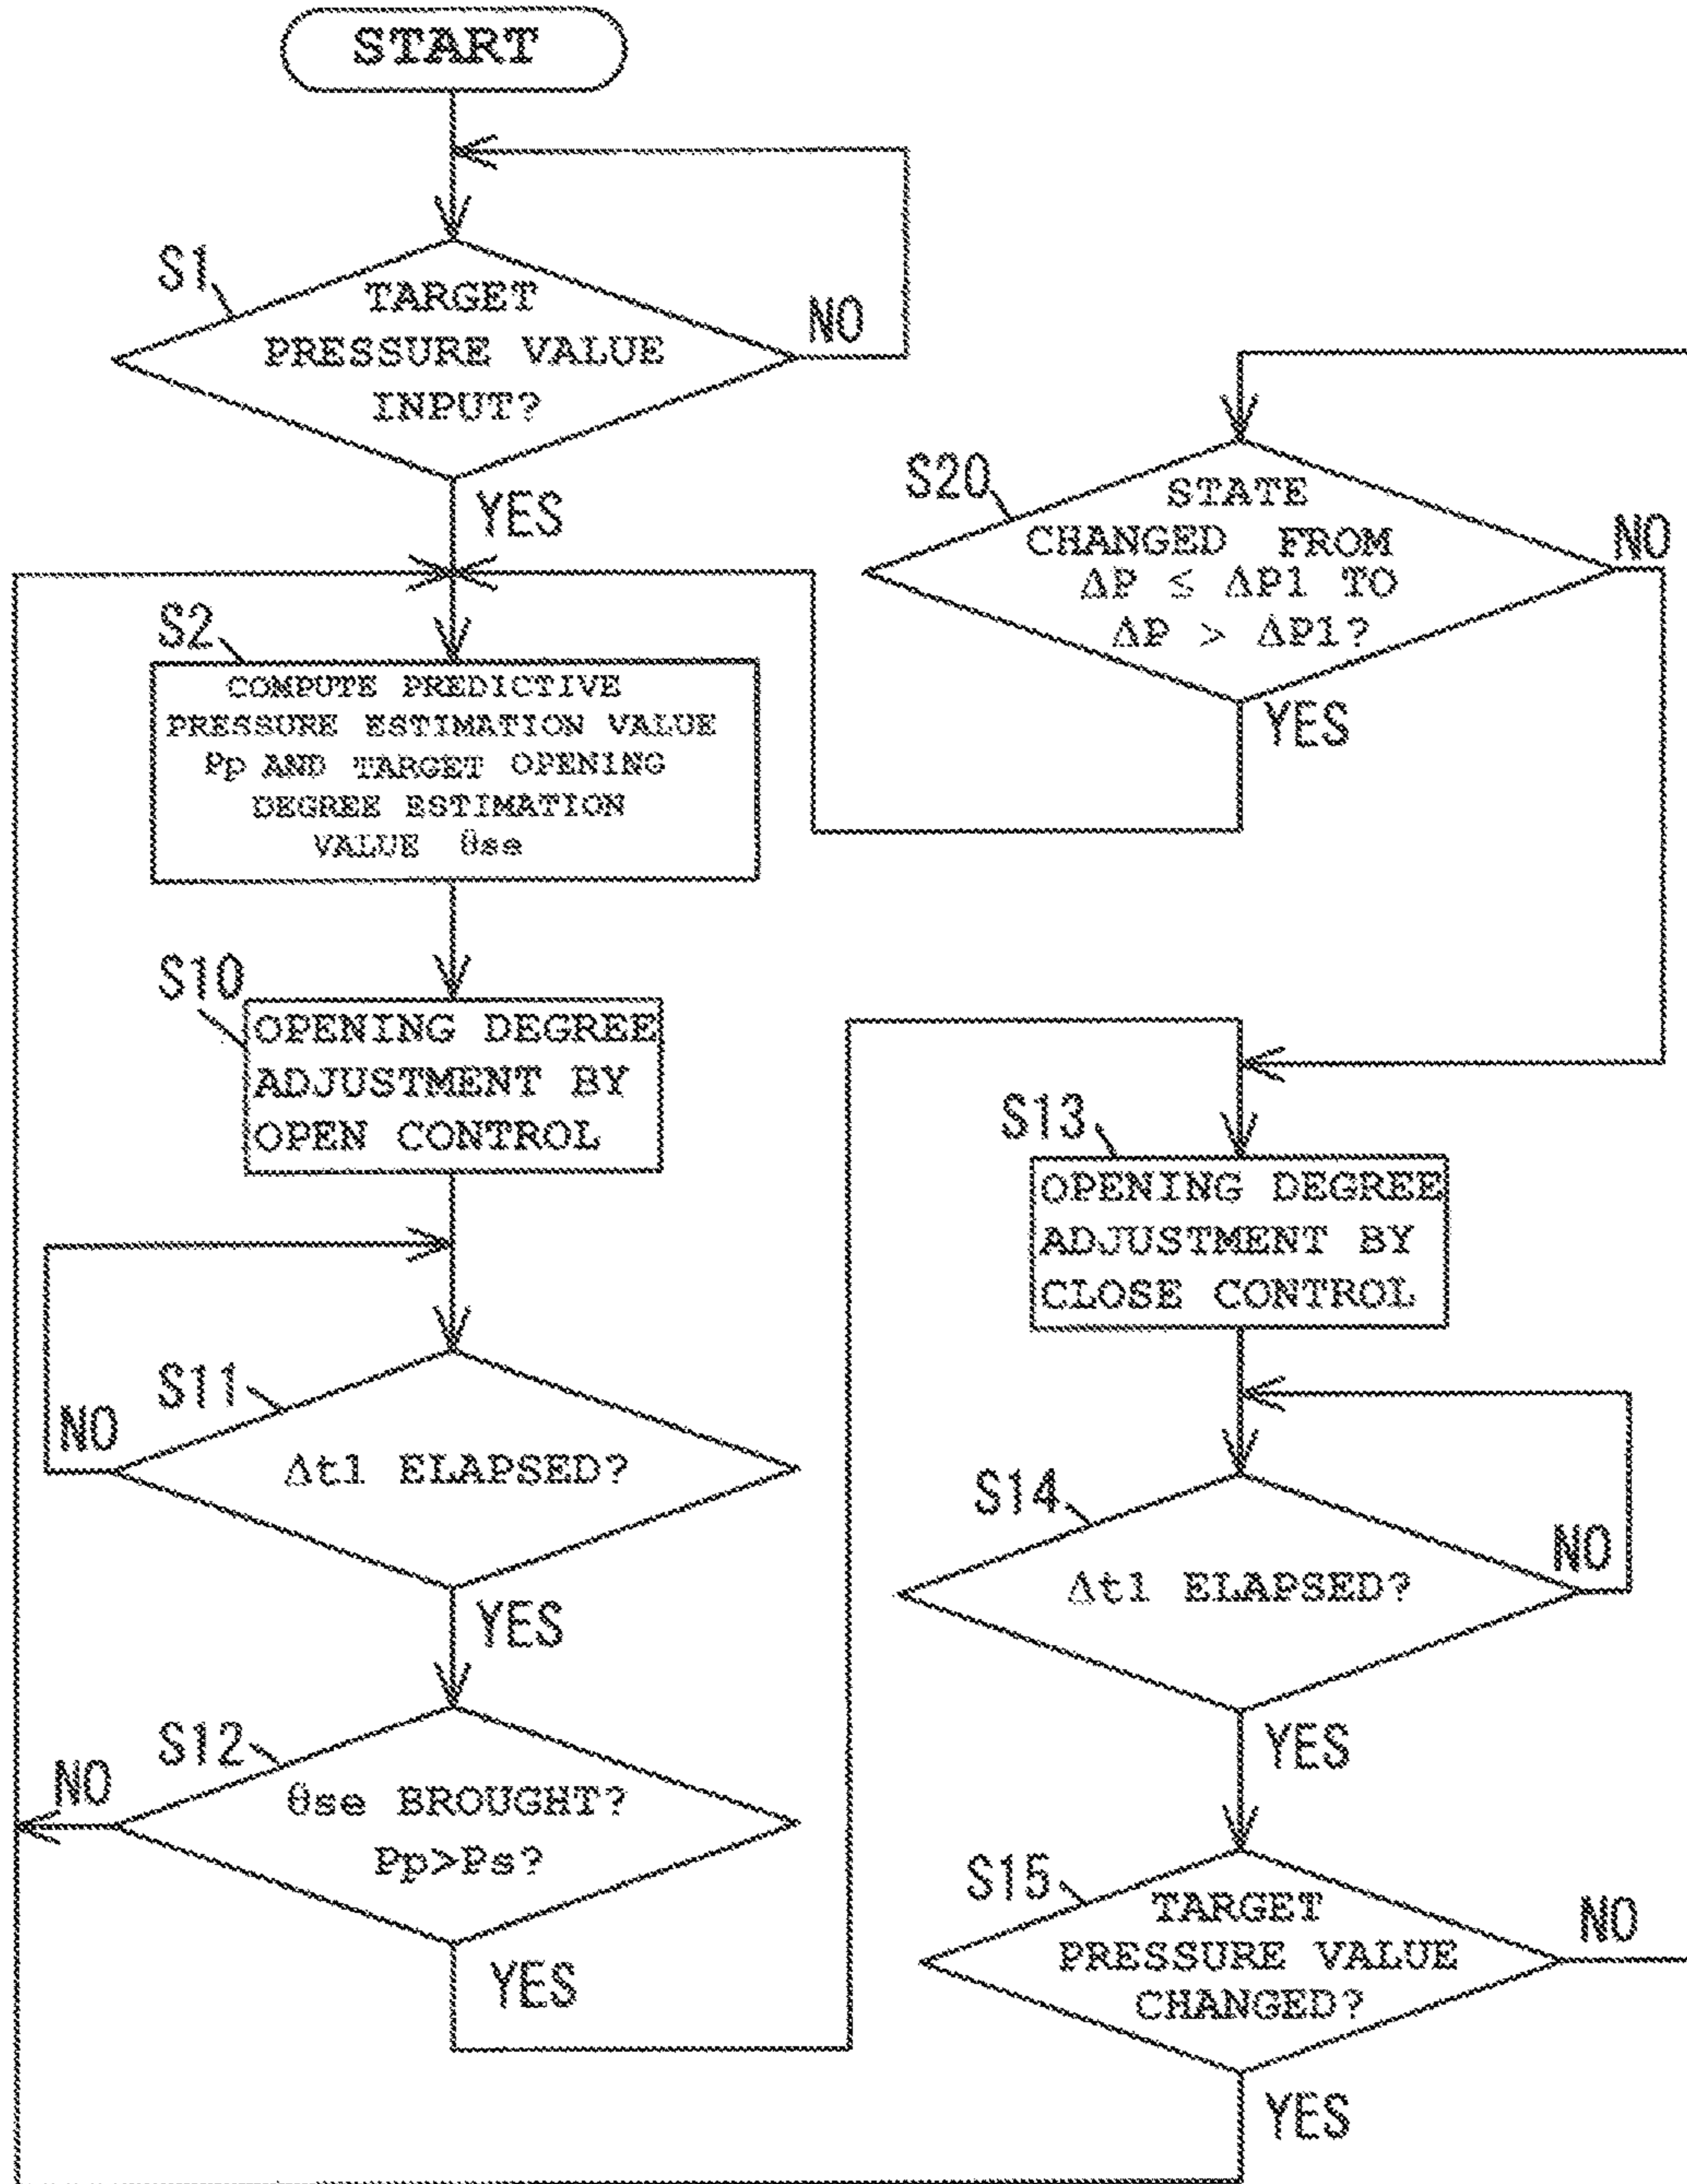 START
S1
TARGET
PRESSURE VALUE
INPUT?
NO
YES
S2
COMPUTE PREDICTIVE
PRESSURE ESTIMATION VALUE
Pp AND TARGET OPENING
DEGREE ESTIMATION
VALUE θse
S10
OPENING DEGREE
ADJUSTMENT BY
OPEN CONTROL
S11
NO
Δt1 ELAPSED?
YES
S12
NO
θse BROUGHT?
Pp>Ps?
YES
S20
STATE
CHANGED FROM
ΔP ≤ ΔP1 TO
ΔP > ΔP1?
NO
YES
S13
OPENING DEGREE
ADJUSTMENT BY
CLOSE CONTROL
S14
Δt1 ELAPSED?
NO
YES
S15
TARGET
PRESSURE VALUE
CHANGED?
NO
YES